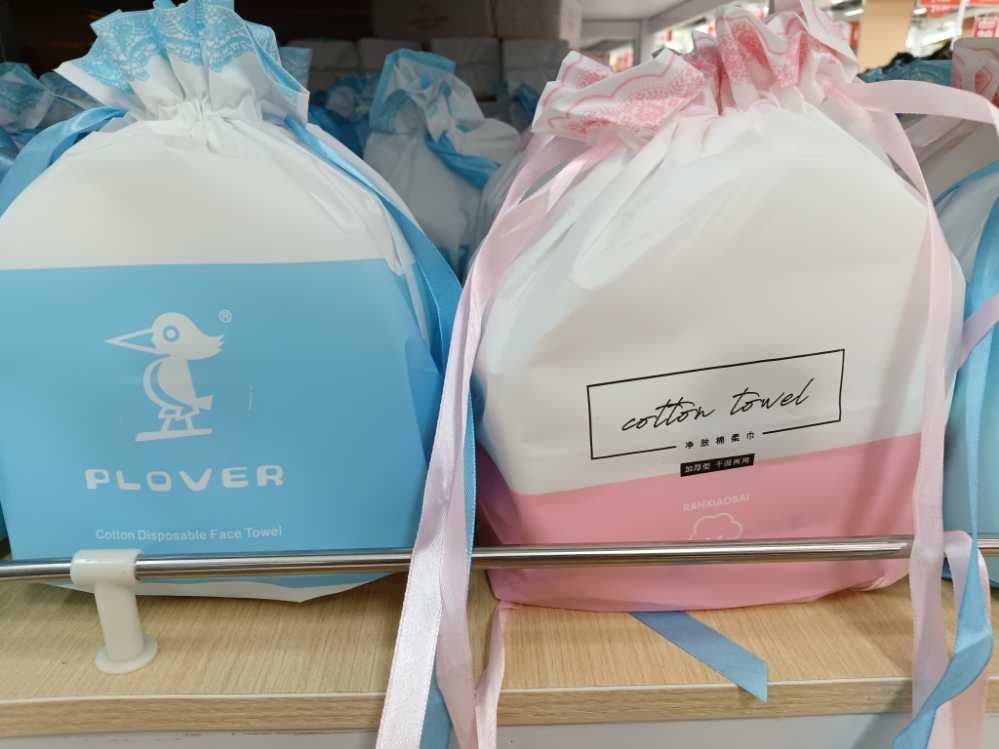 ®
PLOVER
Cotton Disposable Face Towel
cotton towel
净肤棉柔巾
加厚型 干湿两用
RANXIAOBAI